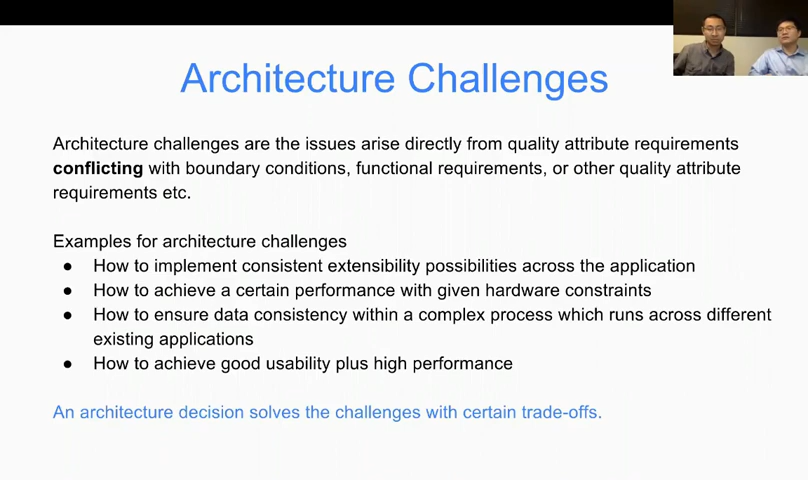 Architecture Challenges
Architecture challenges are the issues arise directly from quality attribute requirements
conflicting with boundary conditions, functional requirements, or other quality attribute
requirements etc.
Examples for architecture challenges
● How to implement consistent extensibility possibilities across the application
● How to achieve a certain performance with given hardware constraints
● How to ensure data consistency within a complex process which runs across different
existing applications
● How to achieve good usability plus high performance
An architecture decision solves the challenges with certain trade-offs.